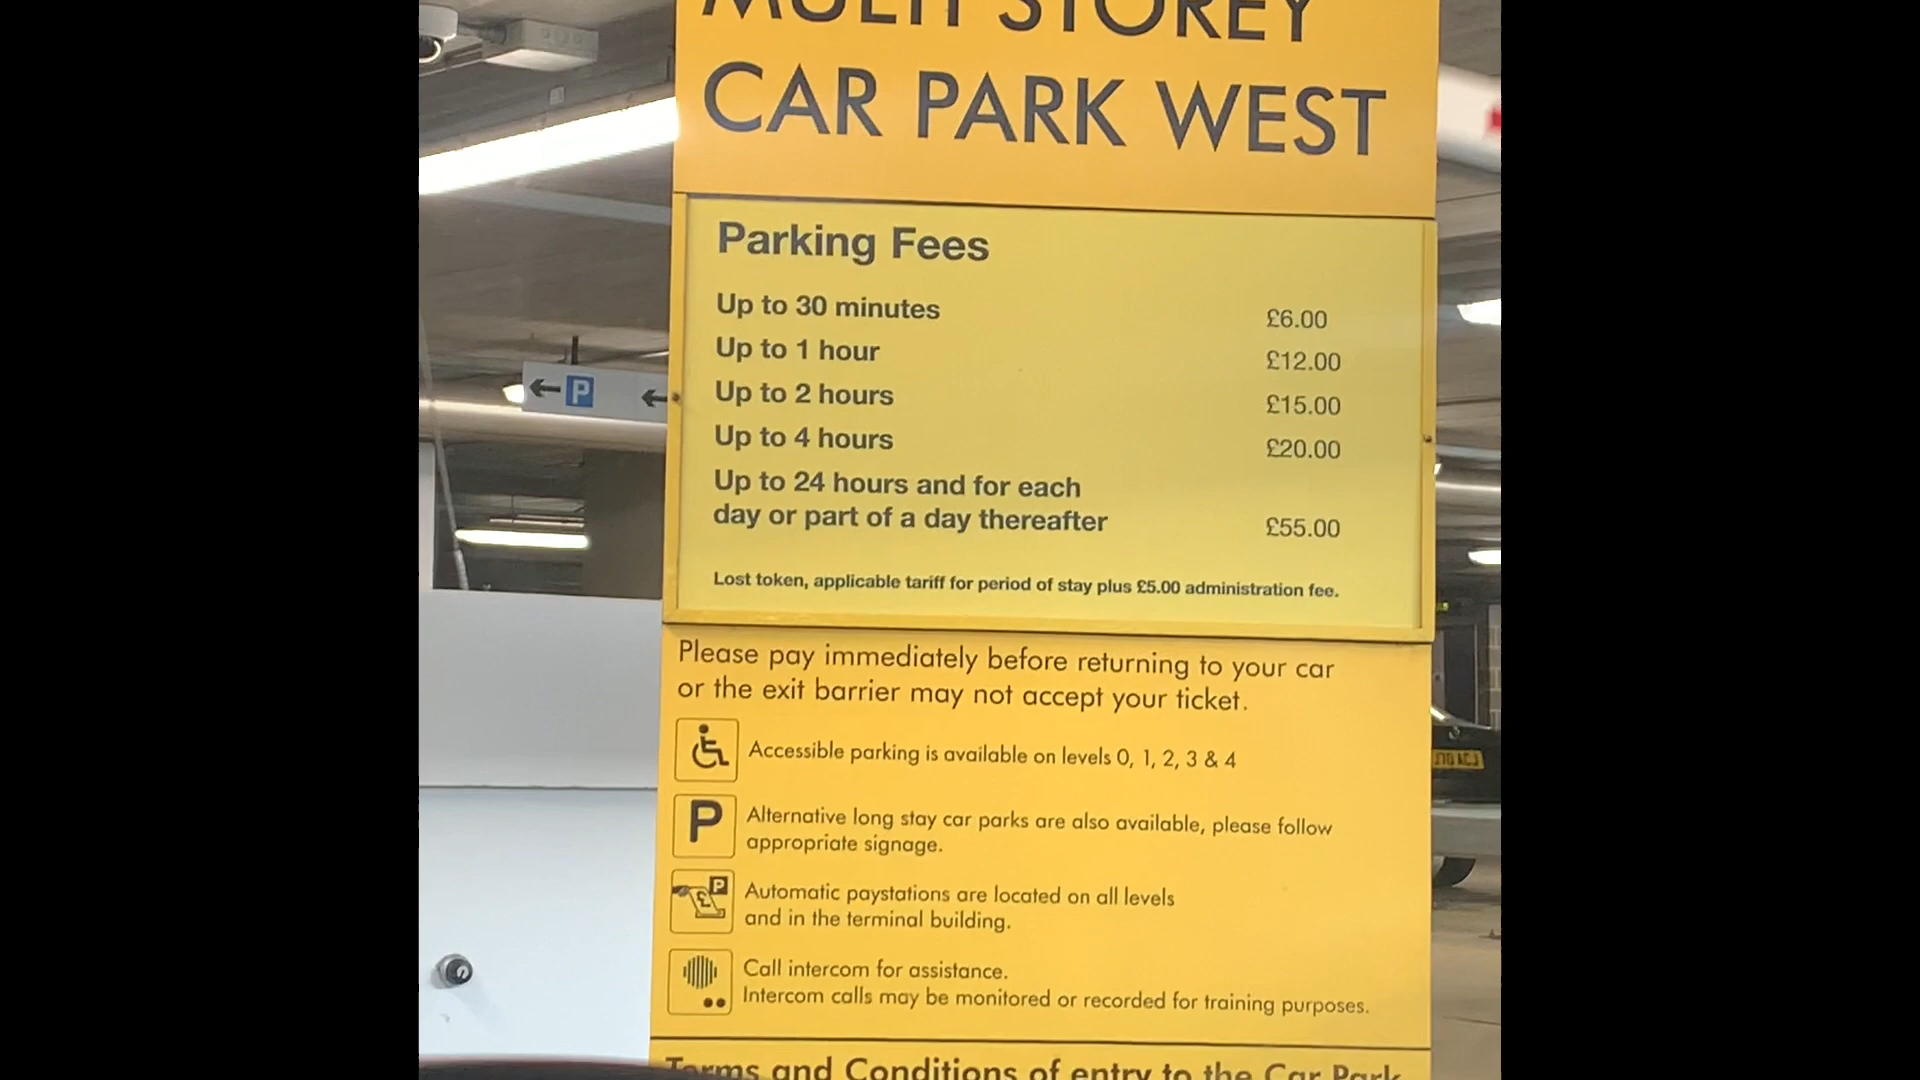 MULTI STOREY
CAR PARK WEST
Parking Fees
Up to 30 minutes £6.00
Up to 1 hour £12.00
Up to 2 hours £15.00
Up to 4 hours £20.00
Up to 24 hours and for each
day or part of a day thereafter £55.00
Lost token, applicable tariff for period of stay plus £5.00 administration fee.
Please pay immediately before returning to your car
or the exit barrier may not accept your ticket.
Accessible parking is available on levels 0, 1, 2, 3 & 4
P Alternative long stay car parks are also available, please follow
appropriate signage.
P
£
Automatic paystations are located on all levels
and in the terminal building.
Call intercom for assistance.
Intercom calls may be monitored or recorded for training purposes.
Terms and Conditions of entry to the Car Park
P